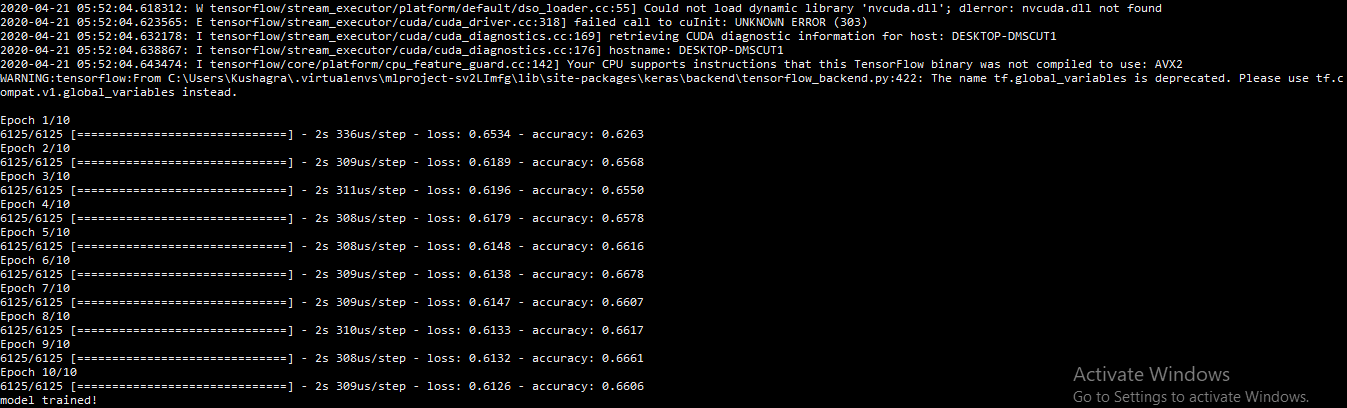 2020-04-21 05:52:04.618312: W tensorflow/stream_executor/platform/default/dso_loader.cc:55] Could not load dynamic library 'nvcuda.dll'; dlerror: nvcuda.dll not found
2020-04-21 05:52:04.623565: E tensorflow/stream_executor/cuda/cuda_driver.cc:318] failed call to cuInit: UNKNOWN ERROR (303)
2020-04-21 05:52:04.632178: I tensorflow/stream_executor/cuda/cuda_diagnostics.cc:169] retrieving CUDA diagnostic information for host: DESKTOP-DMSCUT1
2020-04-21 05:52:04.638867: I tensorflow/stream_executor/cuda/cuda_diagnostics.cc:176] hostname: DESKTOP-DMSCUT1
2020-04-21 05:52:04.643474: I tensorflow/core/platform/cpu_feature_guard.cc:142] Your CPU supports instructions that this TensorFlow binary was not compiled to use: AVX2
WARNING:tensorflow:From C:\Users\Kushagra\.virtualenvs\mlproject-sv2LImfg\lib\site-packages\keras\backend\tensorflow_backend.py:422: The name tf.global_variables is deprecated. Please use tf.c
ompat.v1.global_variables instead.
Epoch 1/10
6125/6125 [==============================] - 2s 336us/step - loss: 0.6534 - accuracy: 0.6263
Epoch 2/10
6125/6125 [==============================] - 2s 309us/step - loss: 0.6189 - accuracy: 0.6568
Epoch 3/10
6125/6125 [==============================] - 2s 311us/step - loss: 0.6196 - accuracy: 0.6550
Epoch 4/10
6125/6125 [==============================] - 2s 308us/step - loss: 0.6179 - accuracy: 0.6578
Epoch 5/10
6125/6125 [==============================] - 2s 308us/step - loss: 0.6148 - accuracy: 0.6616
Epoch 6/10
6125/6125 [==============================] - 2s 309us/step - loss: 0.6138 - accuracy: 0.6678
Epoch 7/10
6125/6125 [==============================] - 2s 309us/step - loss: 0.6147 - accuracy: 0.6607
Epoch 8/10
6125/6125 [==============================] - 2s 310us/step - loss: 0.6133 - accuracy: 0.6617
Epoch 9/10
6125/6125 [==============================] - 2s 308us/step - loss: 0.6132 - accuracy: 0.6661
Epoch 10/10
6125/6125 [==============================] - 2s 309us/step - loss: 0.6126 - accuracy: 0.6606
model trained!
Activate Windows
Go to Settings to activate Windows.